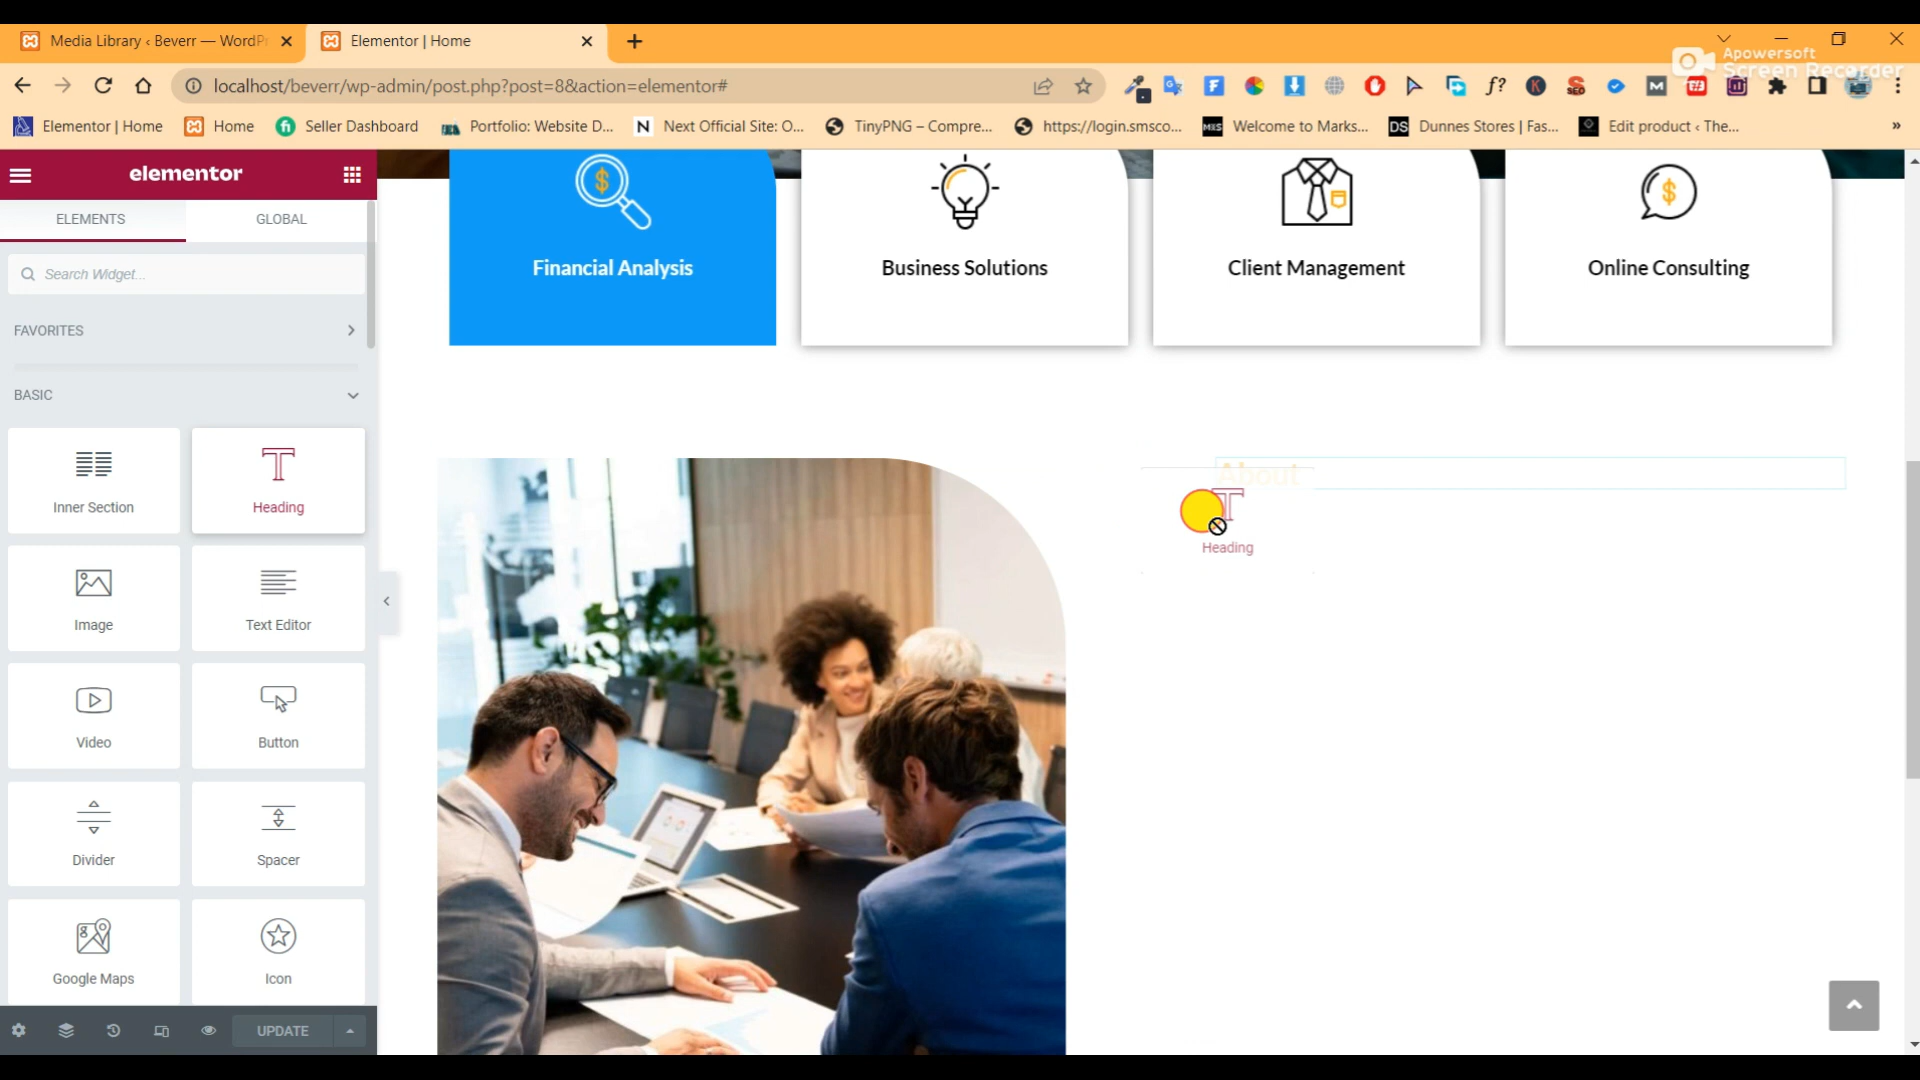 Media Library ‹ Beverr — WordPr
Elementor | Home
Apowersoft
Screen Recorder
localhost/beverr/wp-admin/post.php?post=8&action=elementor#
Elementor | Home
Home
Seller Dashboard
Portfolio: Website D...
Next Official Site: O...
TinyPNG – Compre...
https://login.smsco...
Welcome to Marks...
Dunnes Stores | Fas...
Edit product ‹ The...
elementor
ELEMENTS
GLOBAL
Search Widget...
FAVORITES
BASIC
Inner Section
Heading
Image
Text Editor
Video
Button
Divider
Spacer
Google Maps
Icon
UPDATE
Financial Analysis
Business Solutions
Client Management
Online Consulting
About
Heading